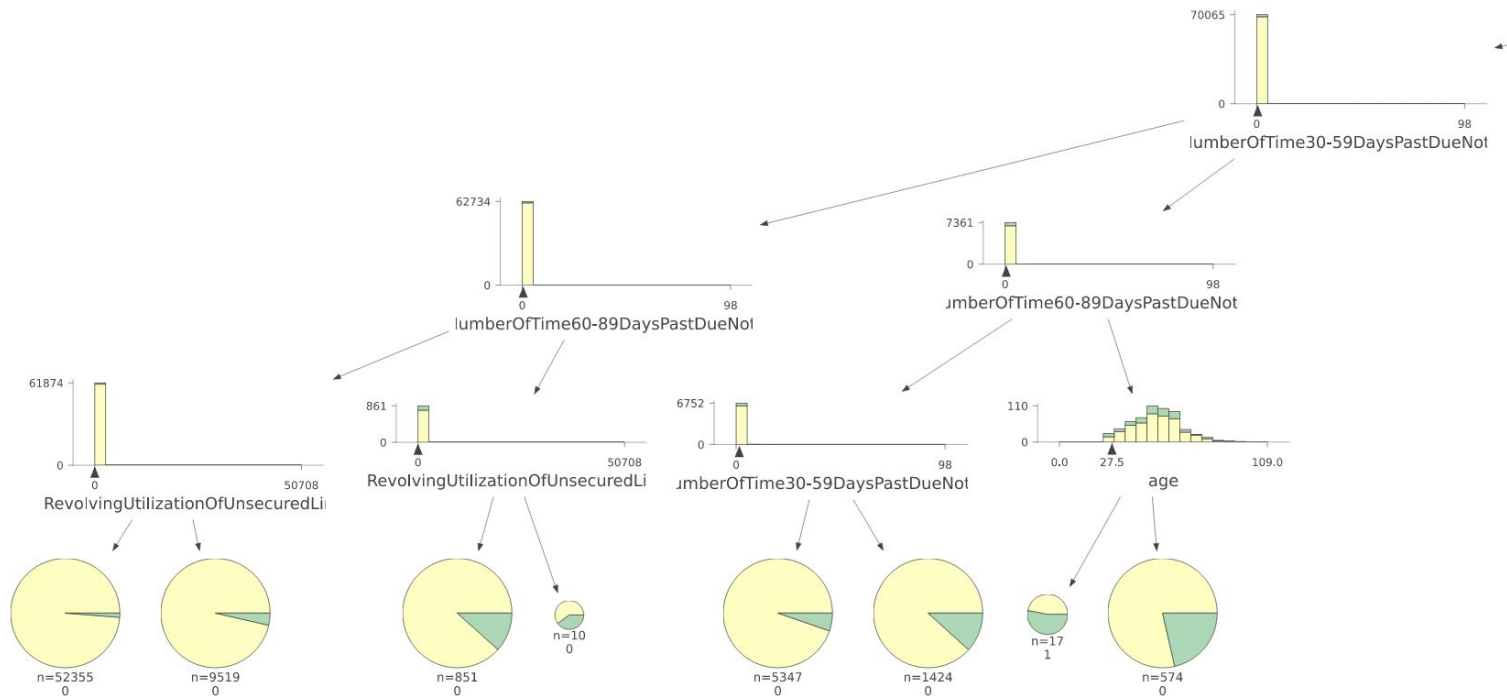 70065
0
0 98
lumberOfTime30-59DaysPastDueNot
62734
0
0 98
lumberOfTime60-89DaysPastDueNot
7361
0
0 98
umberOfTime60-89DaysPastDueNot
61874
0
0 50708
RevolvingUtilizationOfUnsecuredLi
861
0
0 50708
RevolvingUtilizationOfUnsecuredLi
6752
0
0 98
umberOfTime30-59DaysPastDueNot
110
0
0.0 27.5 109.0
age
n=52355
0
n=9519
0
n=851
0
n=10
0
n=5347
0
n=1424
0
n=17
1
n=574
0